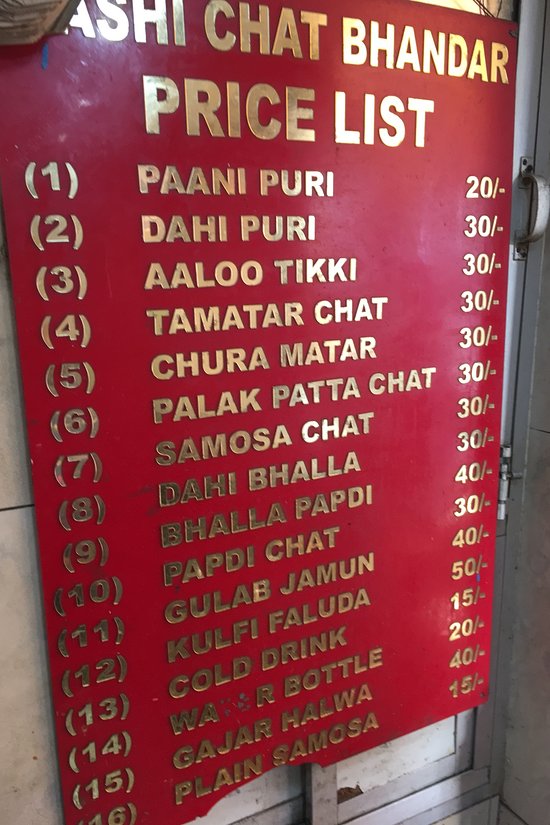 ASHI CHAT BHANDAR
PRICE LIST
(1) PAANI PURI 20/-
(2) DAHI PURI 30/-
(3) AALOO TIKKI 30/-
(4) TAMATAR CHAT 30/-
(5) CHURA MATAR 30/-
(6) PALAK PATTA CHAT 30/-
(7) SAMOSA CHAT 30/-
(8) DAHI BHALLA 30/-
(9) BHALLA PAPDI 40/-
(10) PAPDI CHAT 30/-
(11) GULAB JAMUN 40/-
(12) KULFI FALUDA 50/-
(13) COLD DRINK 15/-
(14) WATER BOTTLE 20/-
(15) GAJAR HALWA 40/-
(16) PLAIN SAMOSA 15/-